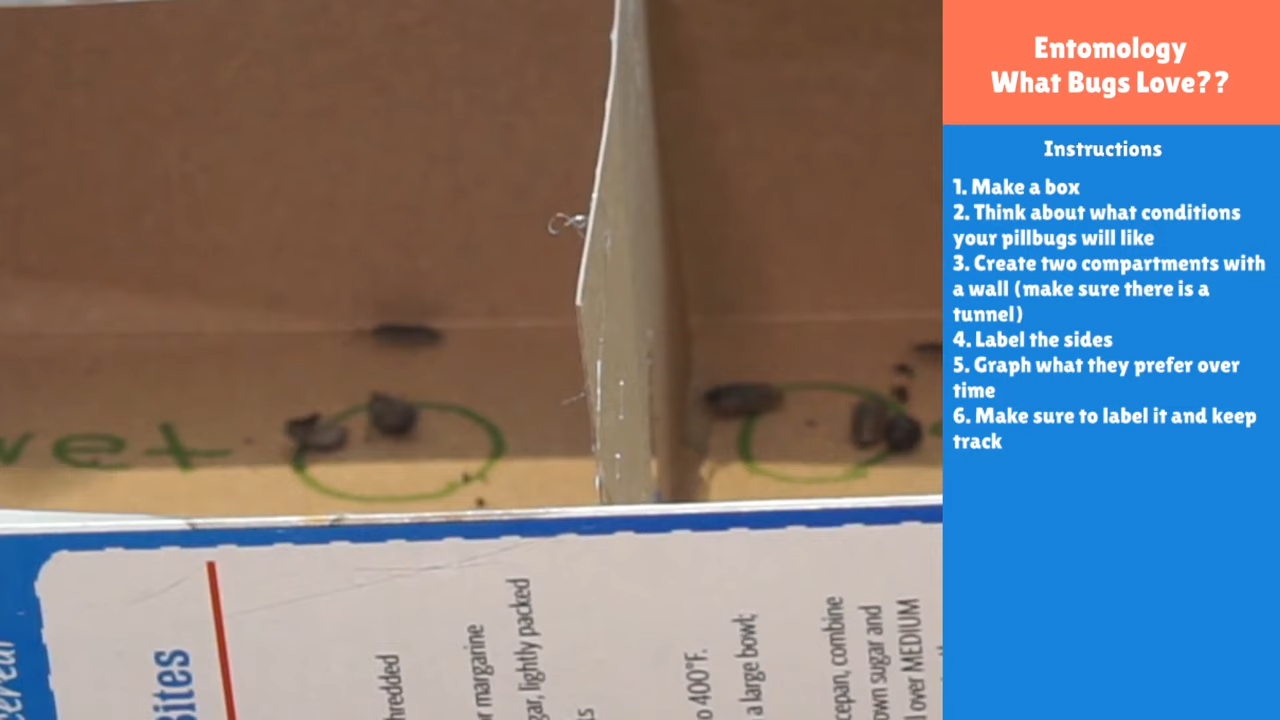 Entomology
What Bugs Love??
Instructions
1. Make a box
2. Think about what conditions
your pillbugs will like
3. Create two compartments with
a wall (make sure there is a
tunnel)
4. Label the sides
5. Graph what they prefer over
time
6. Make sure to label it and keep
track
wet
Bites
hredded
r margarine
gar, lightly packed
o 400°F.
a large bowl;
cepan, combine
own sugar and
l over MEDIUM